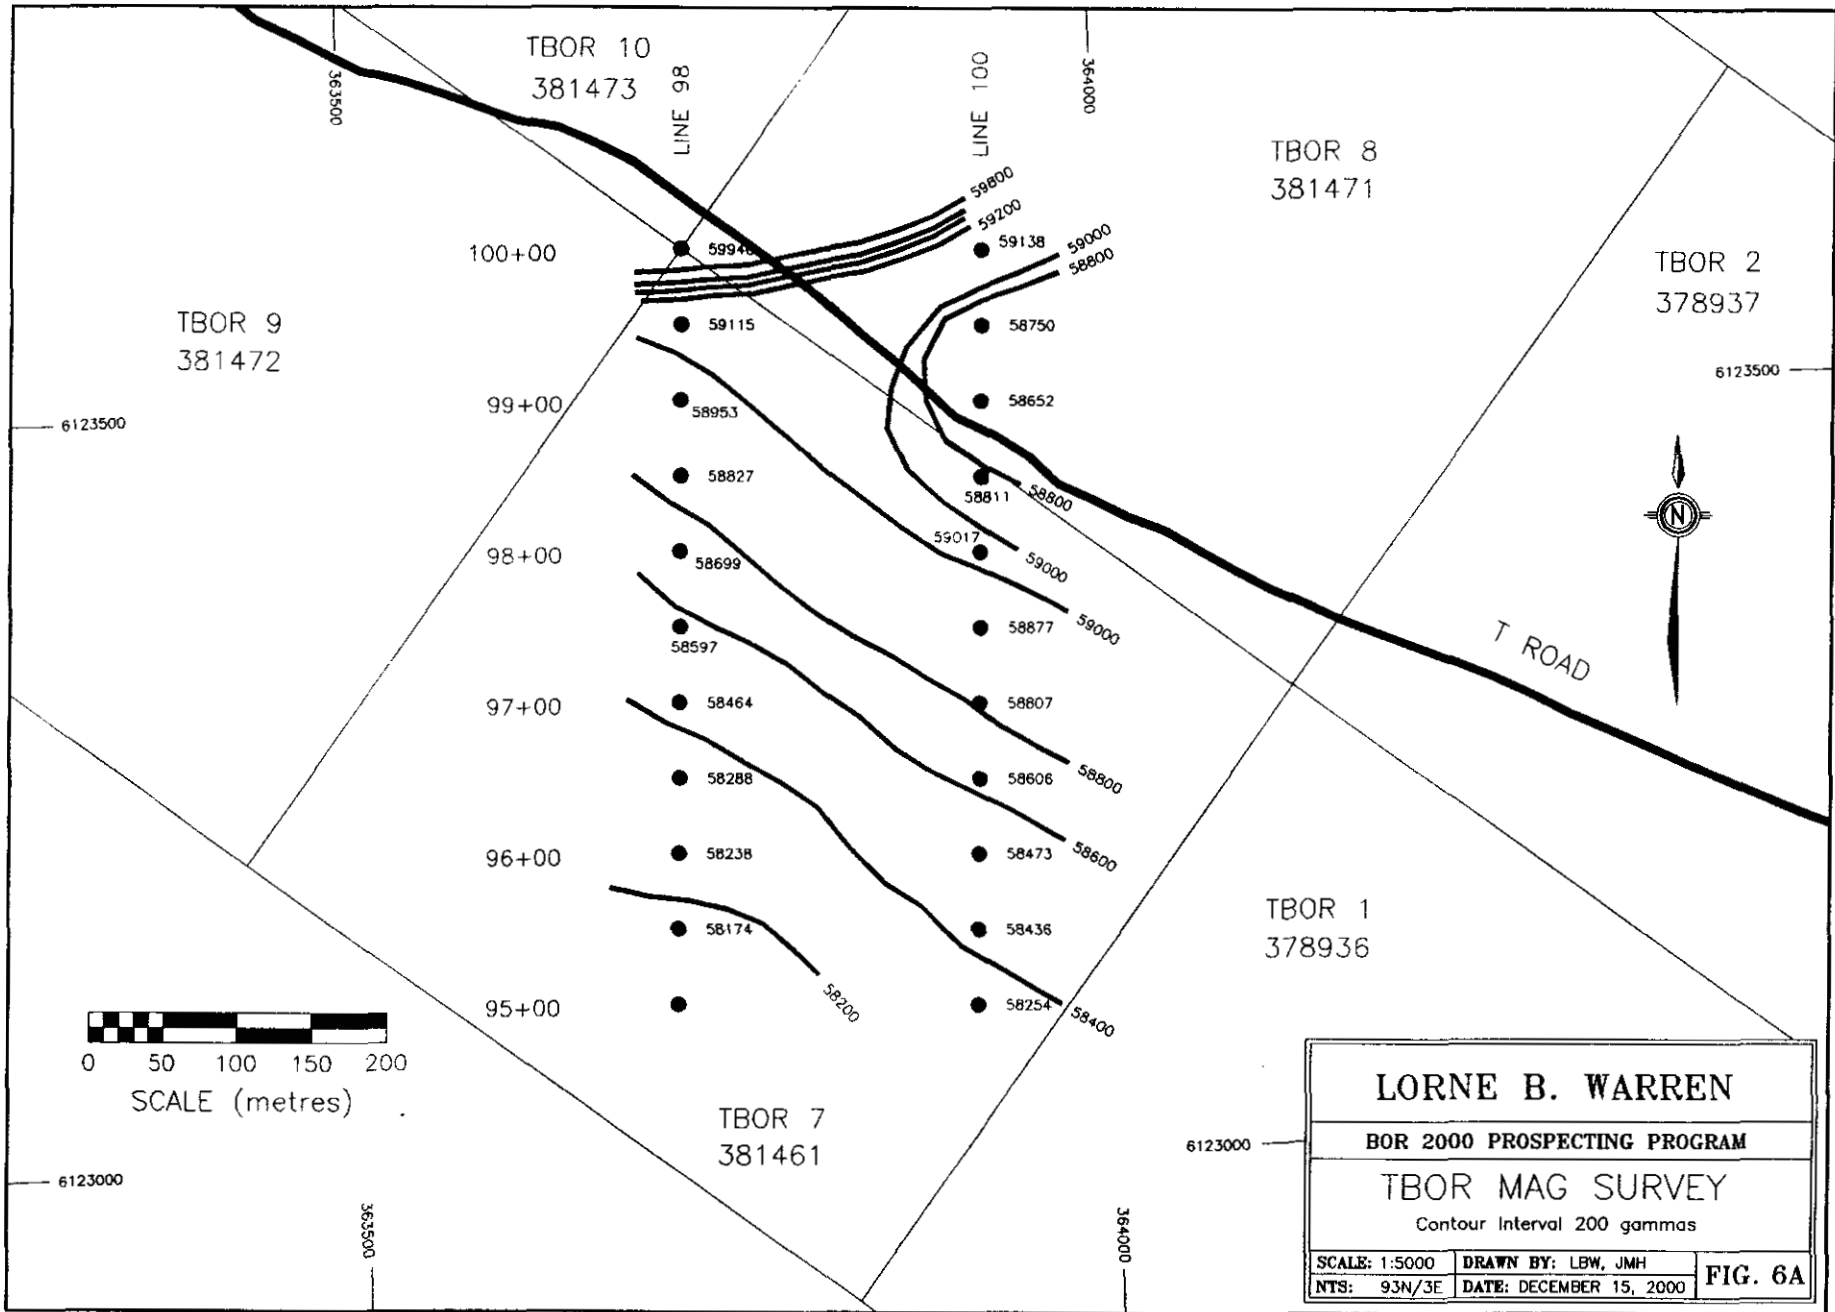 TBOR 10
381473
363500
LINE 98
LINE 100
364000
TBOR 8
381471
59800
59200
100+00
59138
59000
58800
TBOR 2
378937
TBOR 9
381472
59115
58750
6123500
99+00
58953
58652
6123500
58827
58811
58800
N
98+00
58699
59017
59000
58597
58877
59000
T ROAD
97+00
58464
58807
58288
58606
58800
96+00
58238
58473
58600
58174
58436
TBOR 1
378936
95+00
58200
58254
58400
0 50 100 150 200
SCALE (metres)
TBOR 7
381461
6123000
6123000
363500
364000
LORNE B. WARREN
BOR 2000 PROSPECTING PROGRAM
TBOR MAG SURVEY
Contour Interval 200 gammas
SCALE: 1:5000 DRAWN BY: LBW, JMH
NTS: 93N/3E DATE: DECEMBER 15, 2000
FIG. 6A